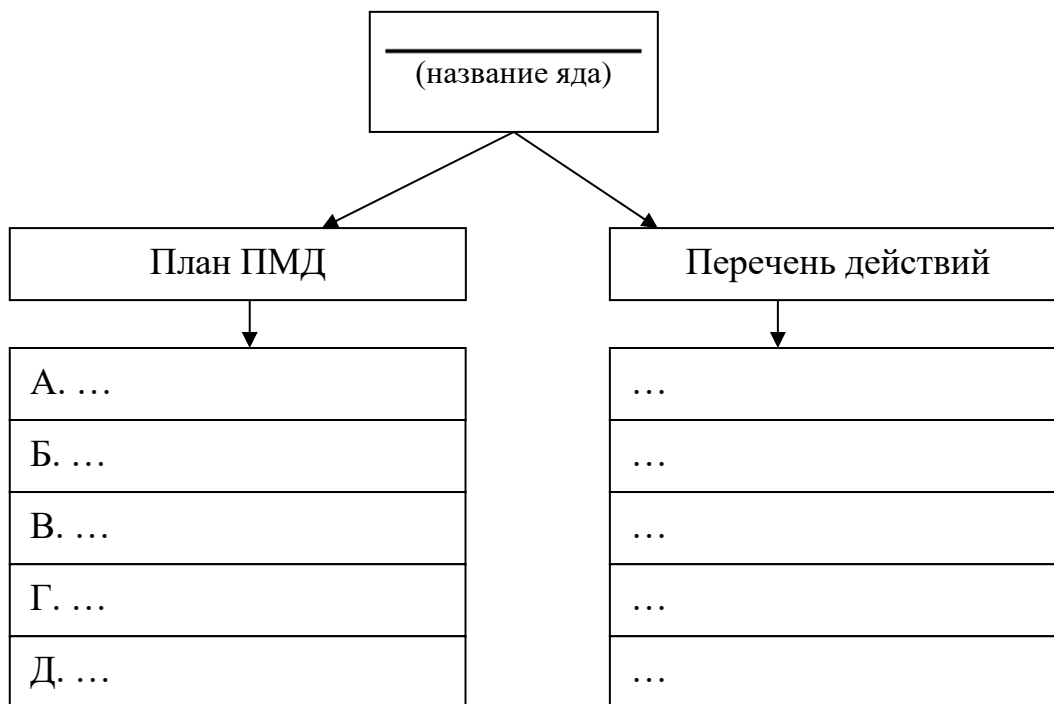 (название яда)
План ПМД
Перечень действий
А. …
…
Б. …
…
В. …
…
Г. …
…
Д. …
…